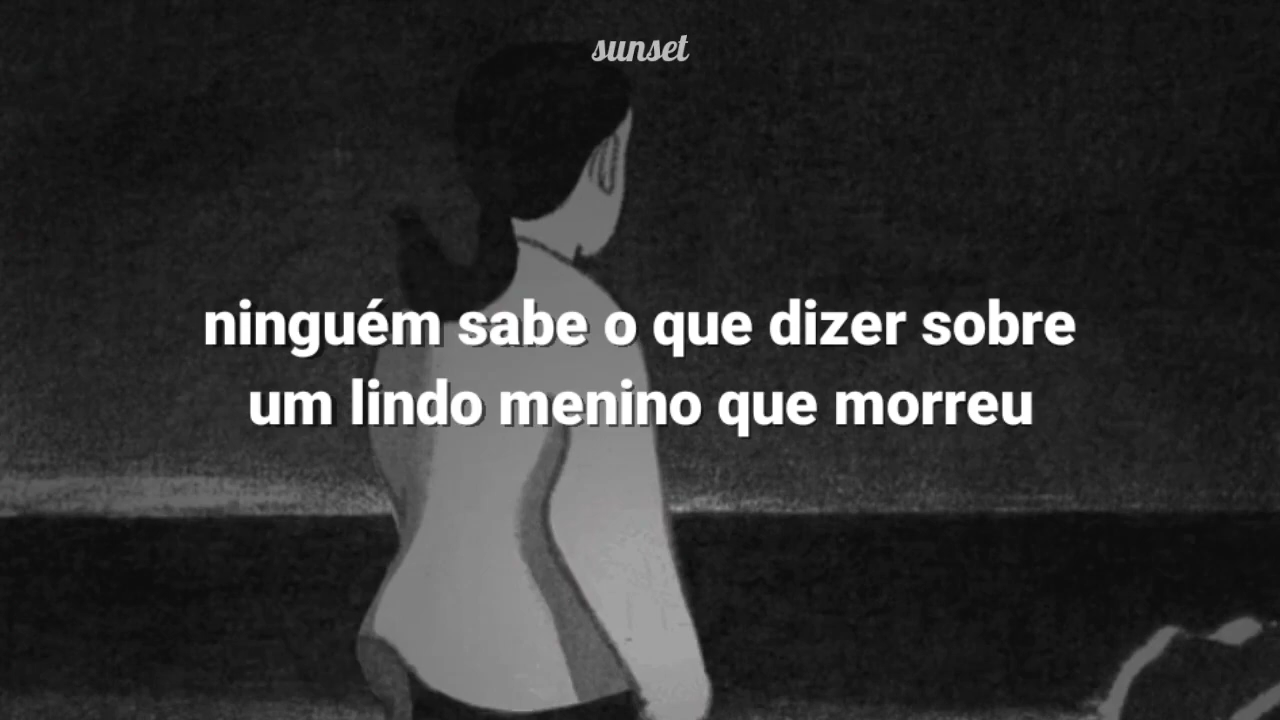 sunset
ninguém sabe o que dizer sobre
um lindo menino que morreu